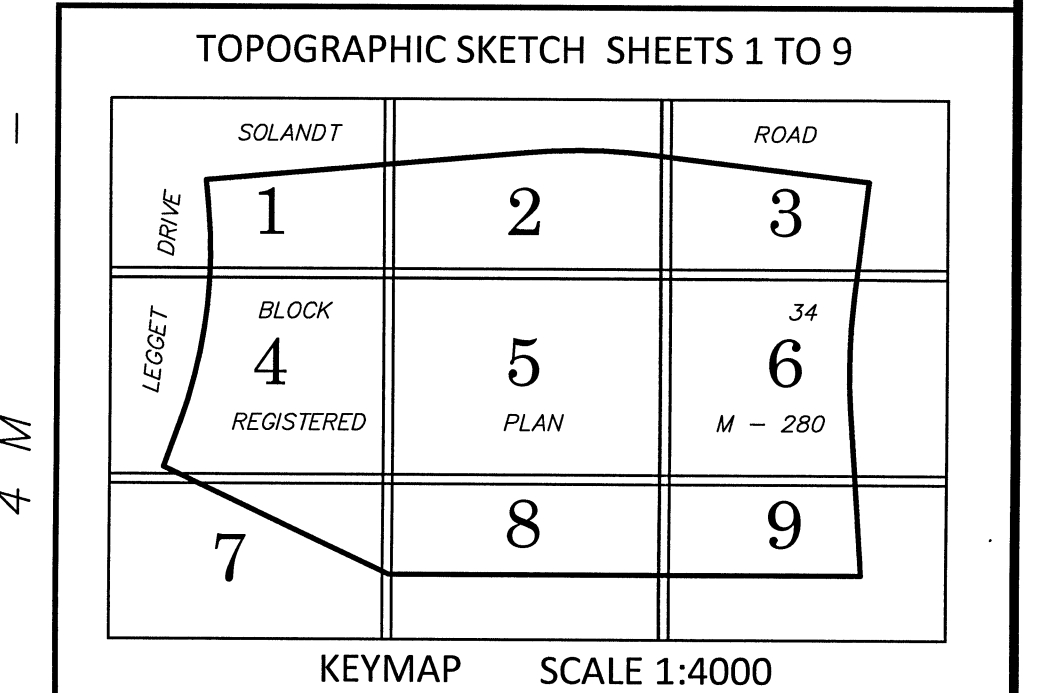 TOPOGRAPHIC SKETCH SHEETS 1 TO 9
SOLANDT ROAD
1 2 3
DRIVE
LEGGET
BLOCK 34
4 5 6
REGISTERED PLAN M - 280
7 8 9
KEYMAP SCALE 1:4000
4 M -